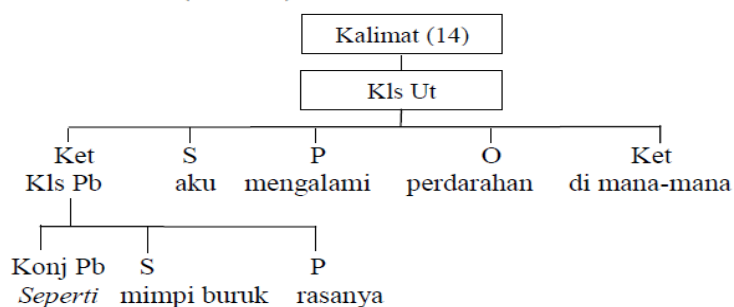 Kalimat (14)
Kls Ut
Ket S P O Ket
Kls Pb aku mengalami perdarahan di mana-mana
Konj Pb S P
Seperti mimpi buruk rasanya